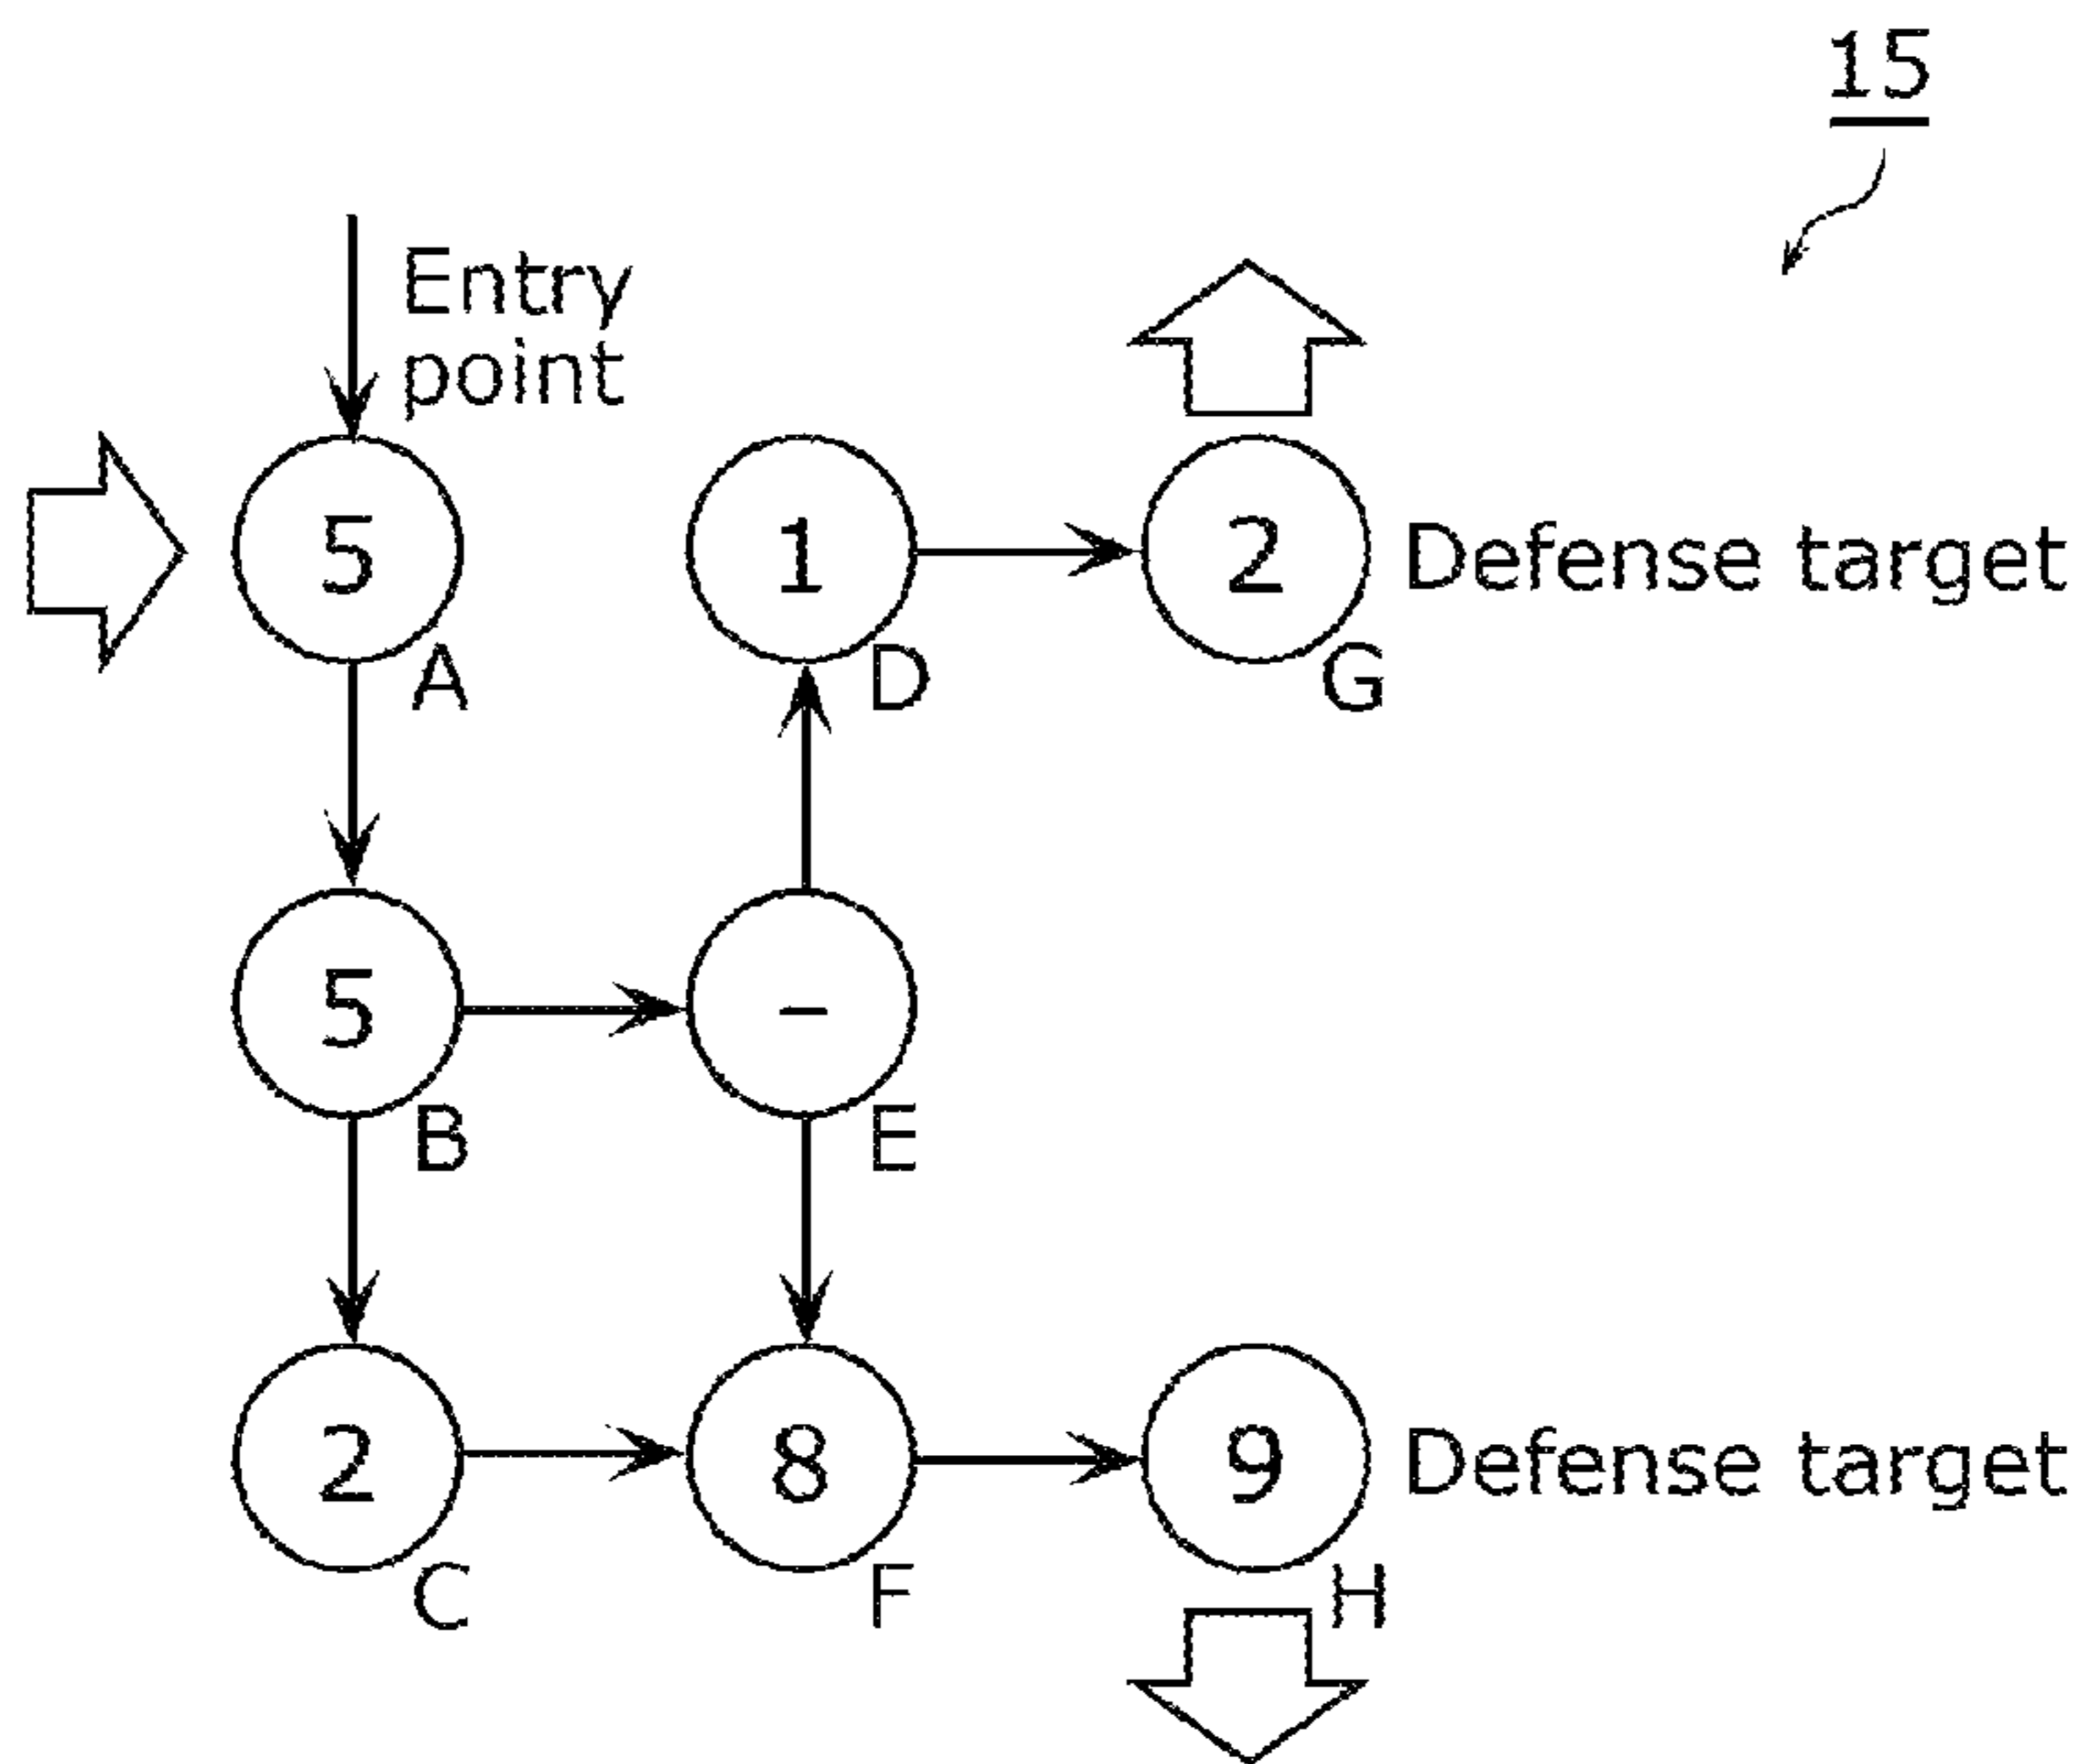 15
Entry
point
5
1
2
Defense target
A
D
G
5
–
B
E
2
8
9
Defense target
C
F
H